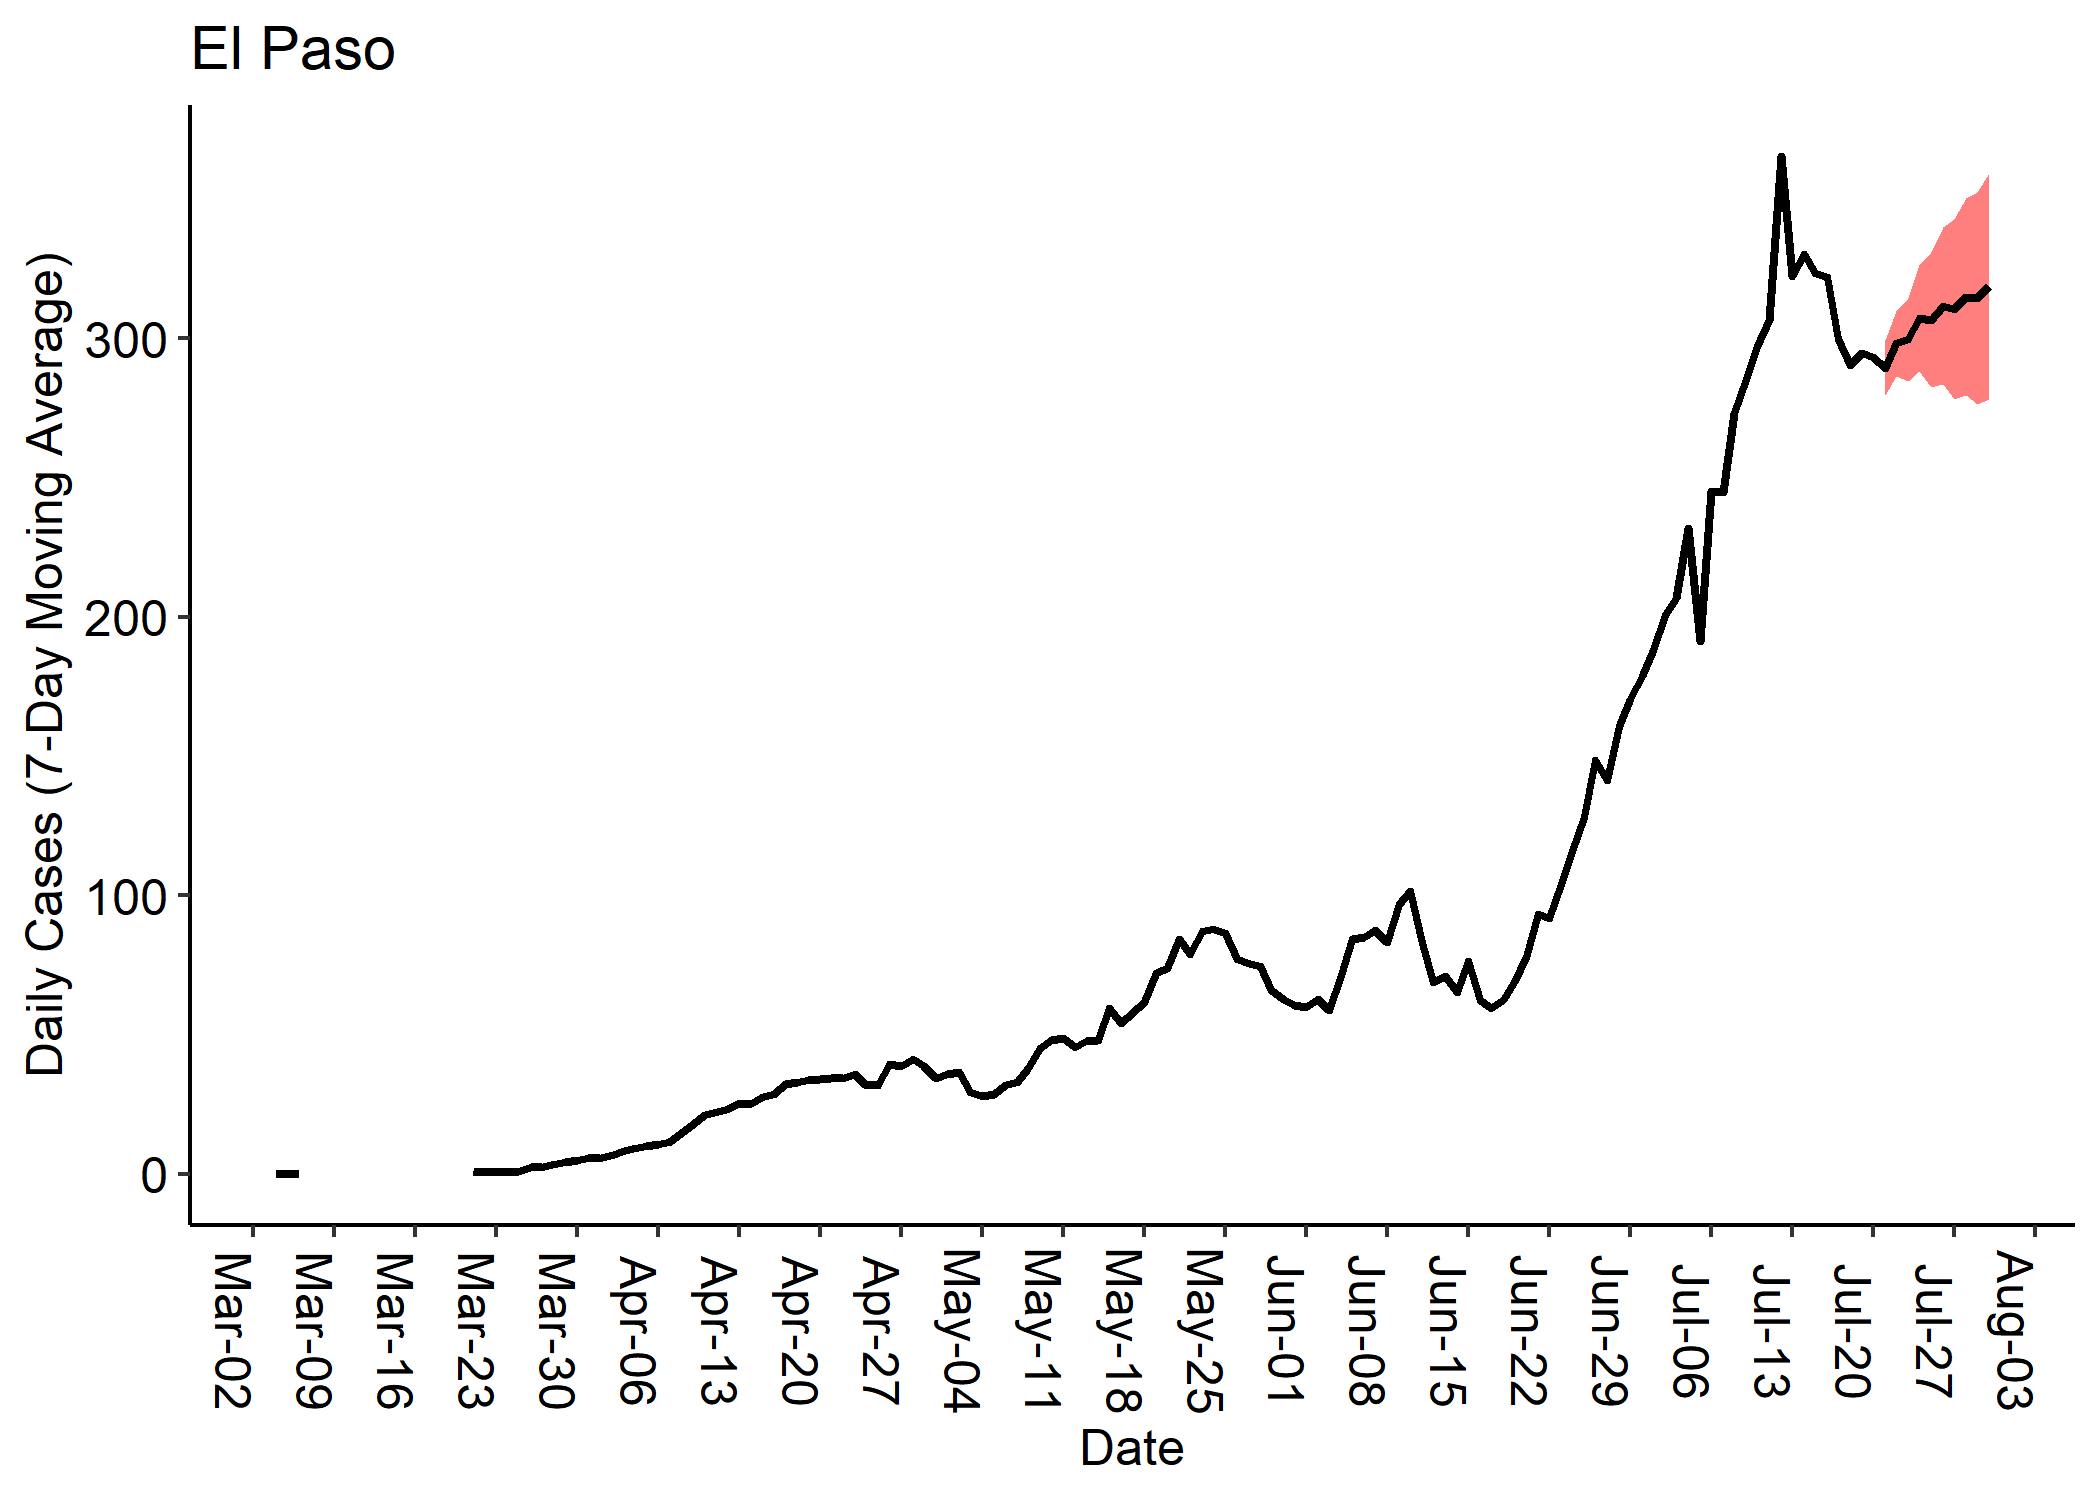 El Paso
Daily Cases (7-Day Moving Average)
300
200
100
0
Mar-02
Mar-09
Mar-16
Mar-23
Mar-30
Apr-06
Apr-13
Apr-20
Apr-27
May-04
May-11
May-18
May-25
Jun-01
Jun-08
Jun-15
Jun-22
Jun-29
Jul-06
Jul-13
Jul-20
Jul-27
Aug-03
Date